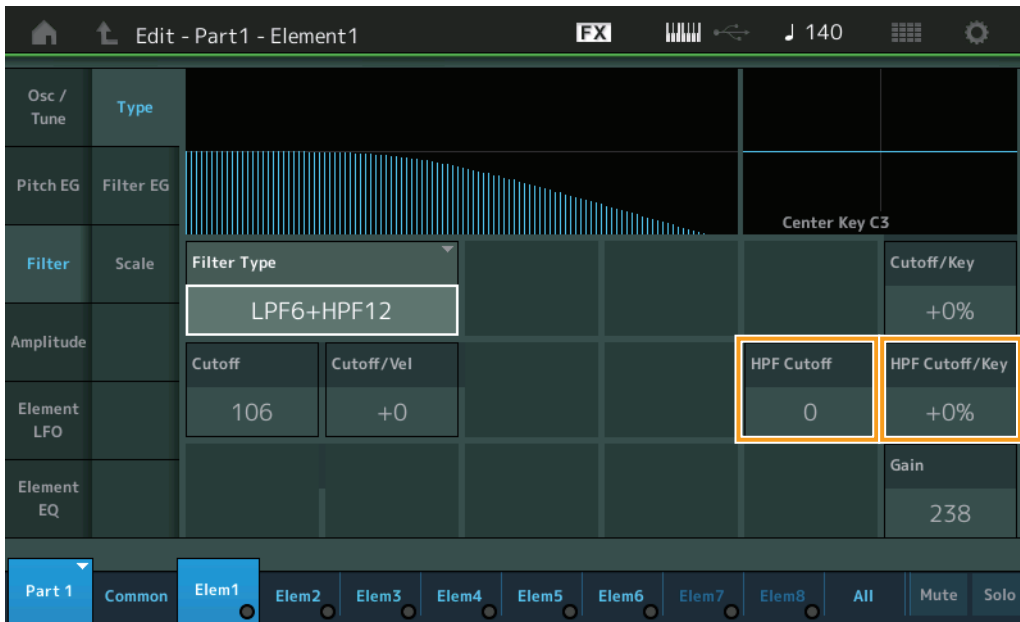 Edit - Part1 - Element1
FX
♩ 140
Osc /
Tune
Type
Pitch EG
Filter EG
Center Key C3
Filter
Scale
Filter Type
LPF6+HPF12
Cutoff/Key
+0%
Amplitude
Cutoff
106
Cutoff/Vel
+0
HPF Cutoff
0
HPF Cutoff/Key
+0%
Element
LFO
Element
EQ
Gain
238
Part 1
Common
Elem1
Elem2
Elem3
Elem4
Elem5
Elem6
Elem7
Elem8
All
Mute
Solo